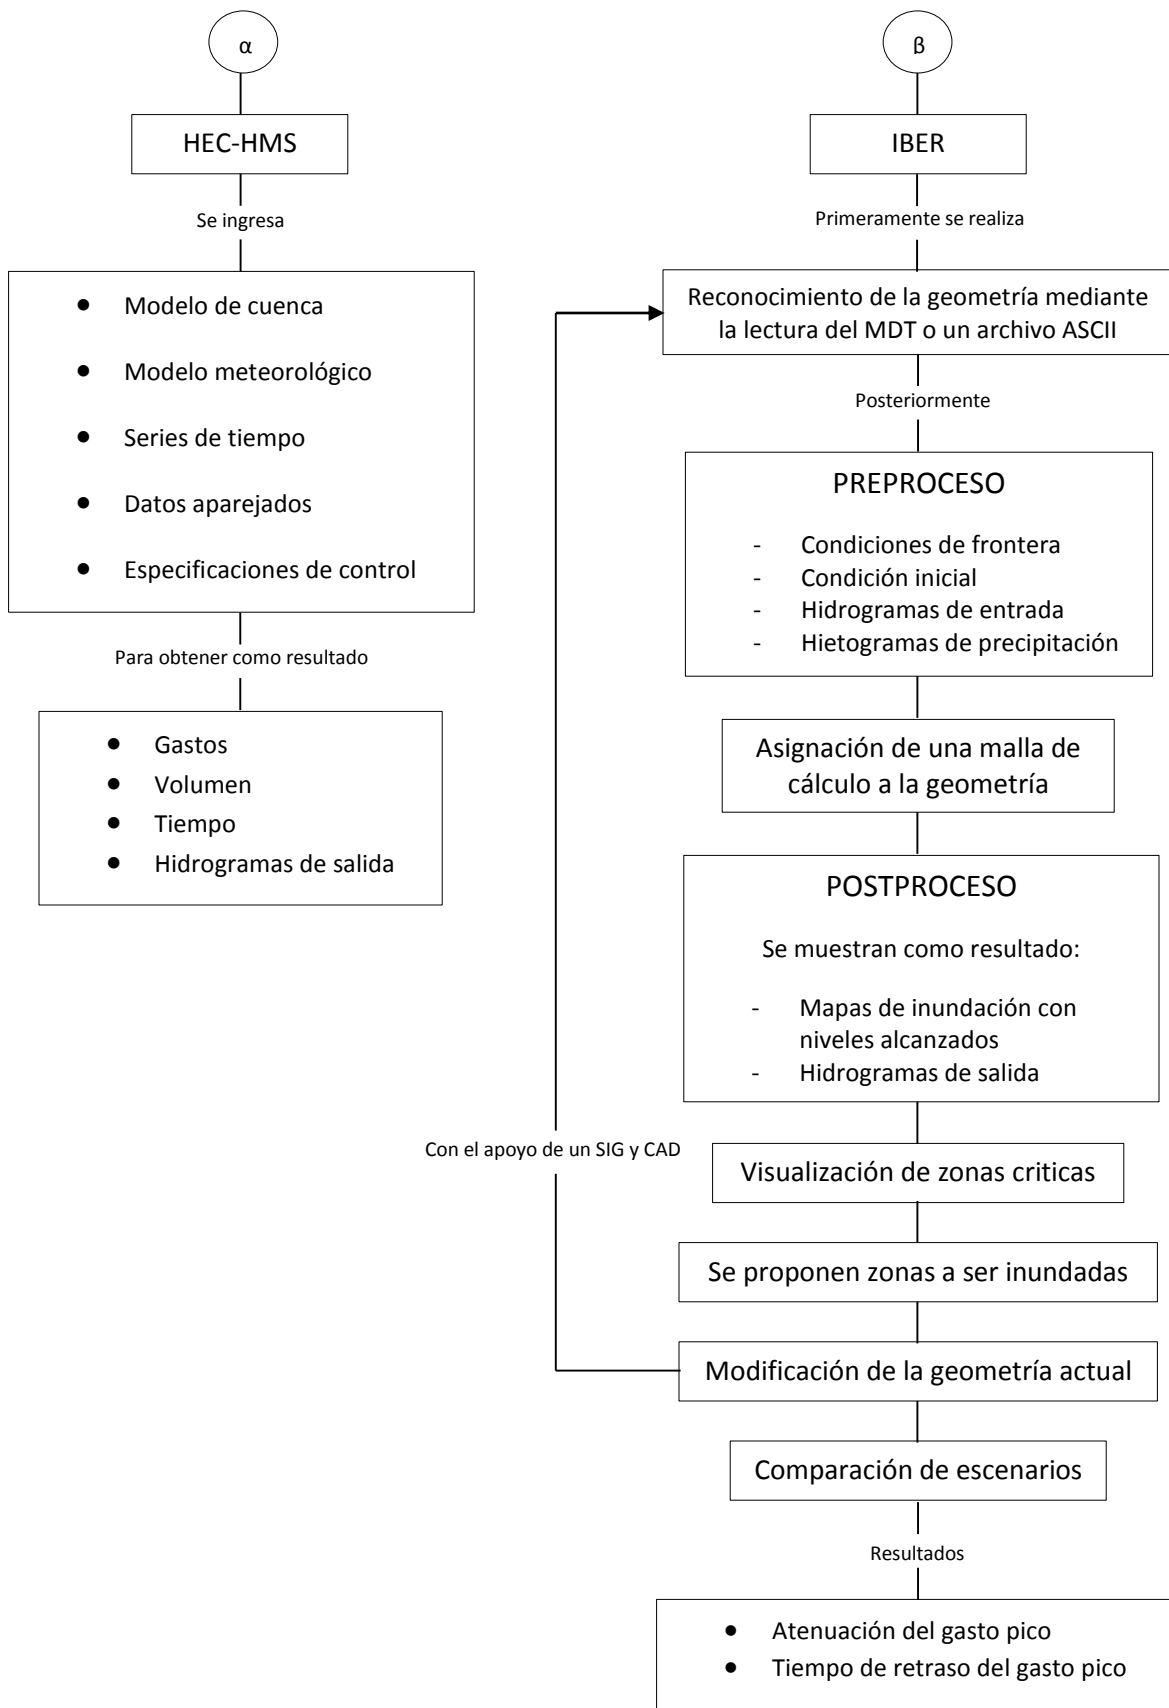 α
HEC-HMS
Se ingresa
● Modelo de cuenca
● Modelo meteorológico
● Series de tiempo
● Datos aparejados
● Especificaciones de control
Para obtener como resultado
● Gastos
● Volumen
● Tiempo
● Hidrogramas de salida
β
IBER
Primeramente se realiza
Reconocimiento de la geometría mediante
la lectura del MDT o un archivo ASCII
Posteriormente
PREPROCESO
- Condiciones de frontera
- Condición inicial
- Hidrogramas de entrada
- Hietogramas de precipitación
Asignación de una malla de
cálculo a la geometría
POSTPROCESO
Se muestran como resultado:
- Mapas de inundación con
niveles alcanzados
- Hidrogramas de salida
Con el apoyo de un SIG y CAD
Visualización de zonas criticas
Se proponen zonas a ser inundadas
Modificación de la geometría actual
Comparación de escenarios
Resultados
● Atenuación del gasto pico
● Tiempo de retraso del gasto pico